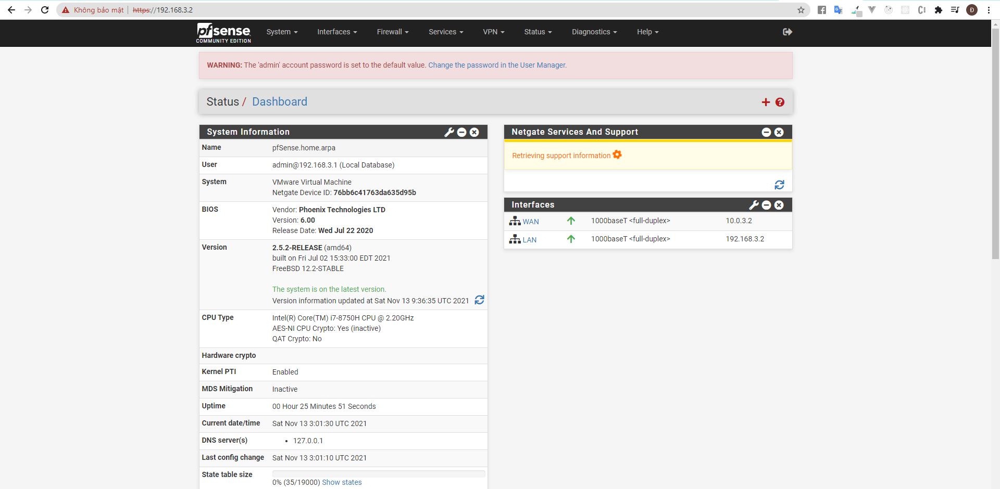 Không bảo mật | https://192.168.3.2
pfsense
COMMUNITY EDITION
System Interfaces Firewall Services VPN Status Diagnostics Help
WARNING: The 'admin' account password is set to the default value. Change the password in the User Manager.
Status / Dashboard
System Information
Name pfSense.home.arpa
User admin@192.168.3.1 (Local Database)
System VMware Virtual Machine
Netgate Device ID: 76bb6c41763da635d95b
BIOS Vendor: Phoenix Technologies LTD
Version: 6.00
Release Date: Wed Jul 22 2020
Version 2.5.2-RELEASE (amd64)
built on Fri Jul 02 15:33:00 EDT 2021
FreeBSD 12.2-STABLE
The system is on the latest version.
Version information updated at Sat Nov 13 9:36:35 UTC 2021
CPU Type Intel(R) Core(TM) i7-8750H CPU @ 2.20GHz
AES-NI CPU Crypto: Yes (inactive)
QAT Crypto: No
Hardware crypto
Kernel PTI Enabled
MDS Mitigation Inactive
Uptime 00 Hour 25 Minutes 51 Seconds
Current date/time Sat Nov 13 3:01:30 UTC 2021
DNS server(s) • 127.0.0.1
Last config change Sat Nov 13 3:01:10 UTC 2021
State table size
0% (35/19000) Show states
Netgate Services And Support
Retrieving support information
Interfaces
WAN 1000baseT <full-duplex> 10.0.3.2
LAN 1000baseT <full-duplex> 192.168.3.2
Đ